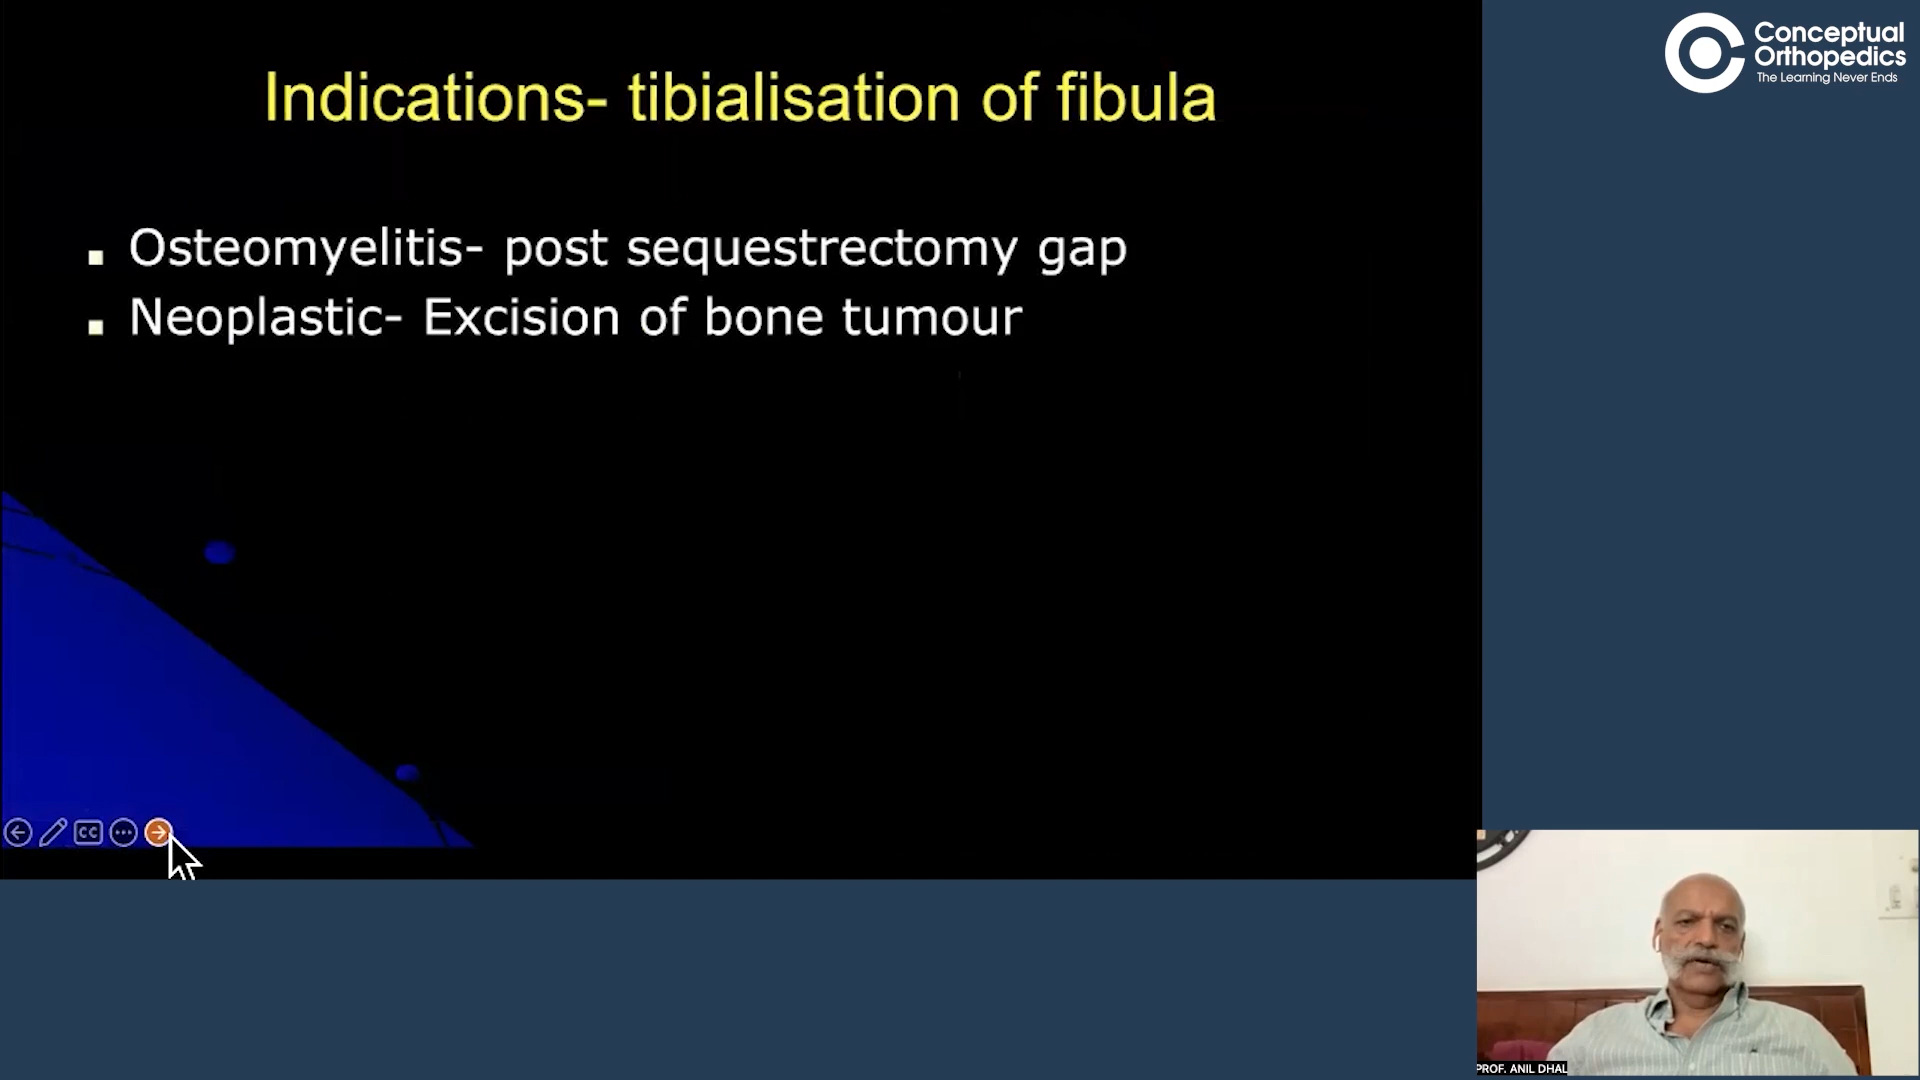 Conceptual
Orthopedics
The Learning Never Ends
Indications- tibialisation of fibula
Osteomyelitis- post sequestrectomy gap
Neoplastic- Excision of bone tumour
CC
PROF. ANIL DHAL